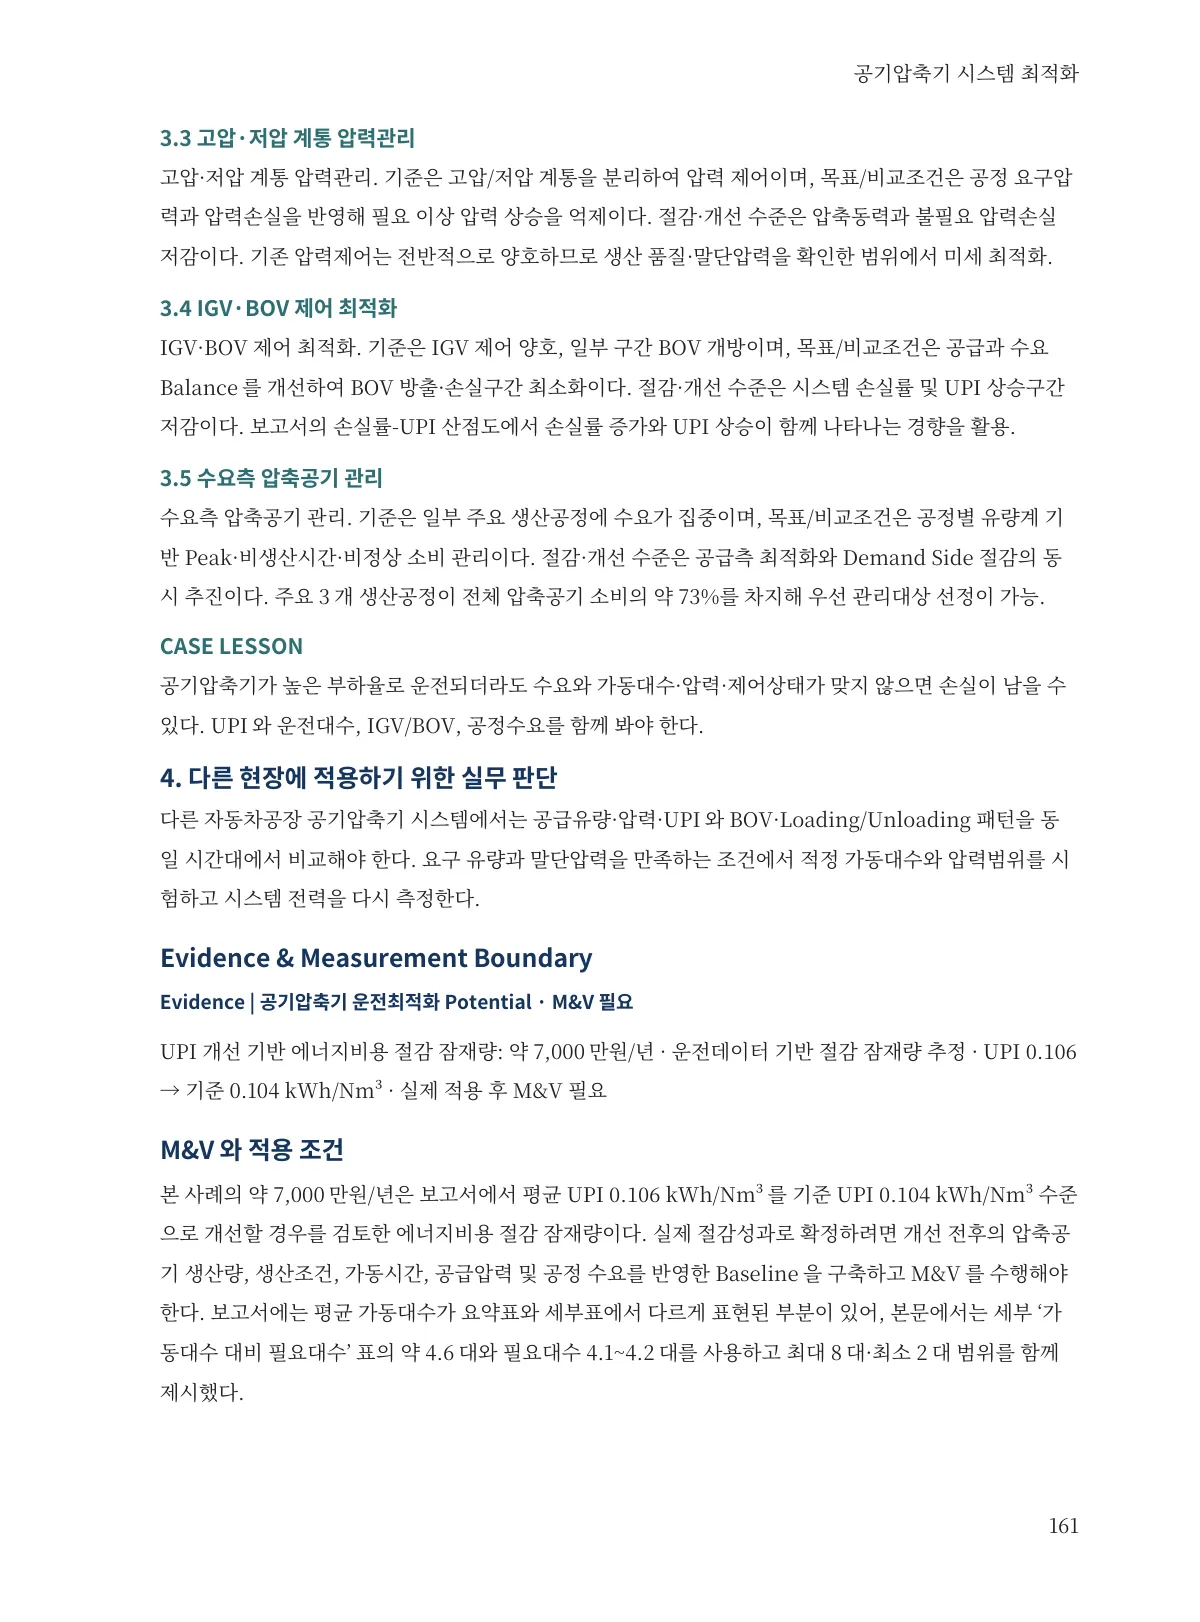 공기압축기 시스템 최적화
3.3 고압·저압 계통 압력관리
고압·저압 계통 압력관리. 기준은 고압/저압 계통을 분리하여 압력 제어이며, 목표/비교조건은 공정 요구압
력과 압력손실을 반영해 필요 이상 압력 상승을 억제이다. 절감·개선 수준은 압축동력과 불필요 압력손실
저감이다. 기존 압력제어는 전반적으로 양호하므로 생산 품질·말단압력을 확인한 범위에서 미세 최적화.
3.4 IGV·BOV 제어 최적화
IGV·BOV 제어 최적화. 기준은 IGV 제어 양호, 일부 구간 BOV 개방이며, 목표/비교조건은 공급과 수요
Balance 를 개선하여 BOV 방출·손실구간 최소화이다. 절감·개선 수준은 시스템 손실률 및 UPI 상승구간
저감이다. 보고서의 손실률-UPI 산점도에서 손실률 증가와 UPI 상승이 함께 나타나는 경향을 활용.
3.5 수요측 압축공기 관리
수요측 압축공기 관리. 기준은 일부 주요 생산공정에 수요가 집중이며, 목표/비교조건은 공정별 유량계 기
반 Peak·비생산시간·비정상 소비 관리이다. 절감·개선 수준은 공급측 최적화와 Demand Side 절감의 동
시 추진이다. 주요 3 개 생산공정이 전체 압축공기 소비의 약 73%를 차지해 우선 관리대상 선정이 가능.
CASE LESSON
공기압축기가 높은 부하율로 운전되더라도 수요와 가동대수·압력·제어상태가 맞지 않으면 손실이 남을 수
있다. UPI 와 운전대수, IGV/BOV, 공정수요를 함께 봐야 한다.
4. 다른 현장에 적용하기 위한 실무 판단
다른 자동차공장 공기압축기 시스템에서는 공급유량·압력·UPI 와 BOV·Loading/Unloading 패턴을 동
일 시간대에서 비교해야 한다. 요구 유량과 말단압력을 만족하는 조건에서 적정 가동대수와 압력범위를 시
험하고 시스템 전력을 다시 측정한다.
Evidence & Measurement Boundary
Evidence | 공기압축기 운전최적화 Potential · M&V 필요
UPI 개선 기반 에너지비용 절감 잠재량: 약 7,000 만원/년 · 운전데이터 기반 절감 잠재량 추정 · UPI 0.106
→ 기준 0.104 kWh/Nm³ · 실제 적용 후 M&V 필요
M&V 와 적용 조건
본 사례의 약 7,000 만원/년은 보고서에서 평균 UPI 0.106 kWh/Nm³ 를 기준 UPI 0.104 kWh/Nm³ 수준
으로 개선할 경우를 검토한 에너지비용 절감 잠재량이다. 실제 절감성과로 확정하려면 개선 전후의 압축공
기 생산량, 생산조건, 가동시간, 공급압력 및 공정 수요를 반영한 Baseline 을 구축하고 M&V 를 수행해야
한다. 보고서에는 평균 가동대수가 요약표와 세부표에서 다르게 표현된 부분이 있어, 본문에서는 세부 ‘가
동대수 대비 필요대수’ 표의 약 4.6 대와 필요대수 4.1~4.2 대를 사용하고 최대 8 대·최소 2 대 범위를 함께
제시했다.
161